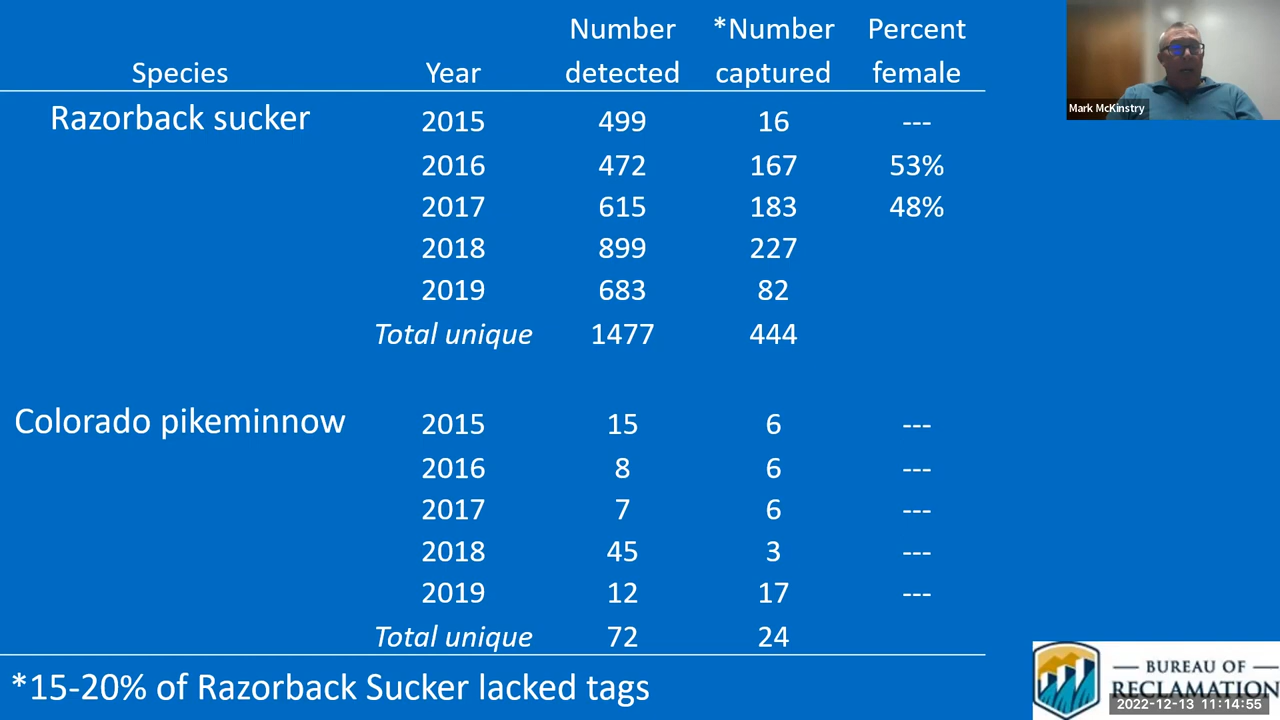 Species Year Number detected *Number captured Percent female
Razorback sucker 2015 499 16 ---
2016 472 167 53%
2017 615 183 48%
2018 899 227
2019 683 82
Total unique 1477 444
Colorado pikeminnow 2015 15 6 ---
2016 8 6 ---
2017 7 6 ---
2018 45 3 ---
2019 12 17 ---
Total unique 72 24
*15-20% of Razorback Sucker lacked tags
Mark McKinstry
BUREAU OF
RECLAMATION
2022-12-13 11:14:55